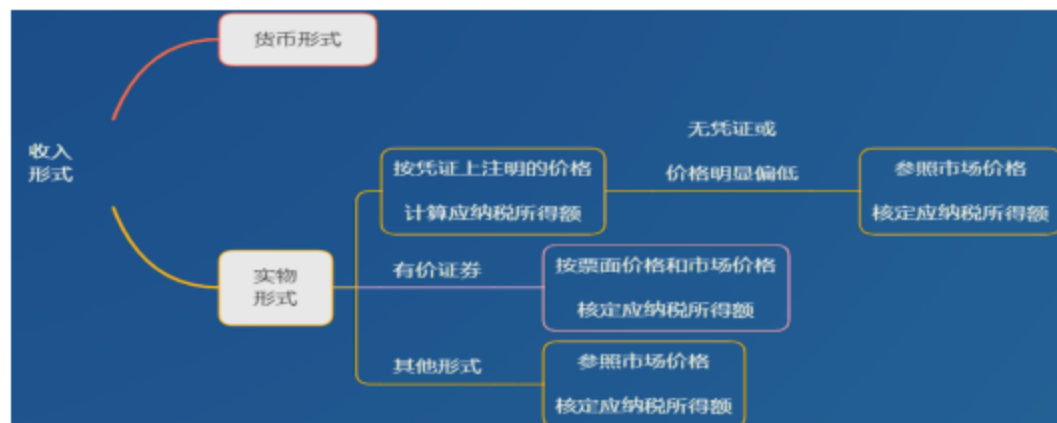 货币形式
收入
形式
无凭证或
价格明显偏低
按凭证上注明的价格
计算应纳税所得额
参照市场价格
核定应纳税所得额
实物
形式
有价证券
按票面价格和市场价格
核定应纳税所得额
其他形式
参照市场价格
核定应纳税所得额